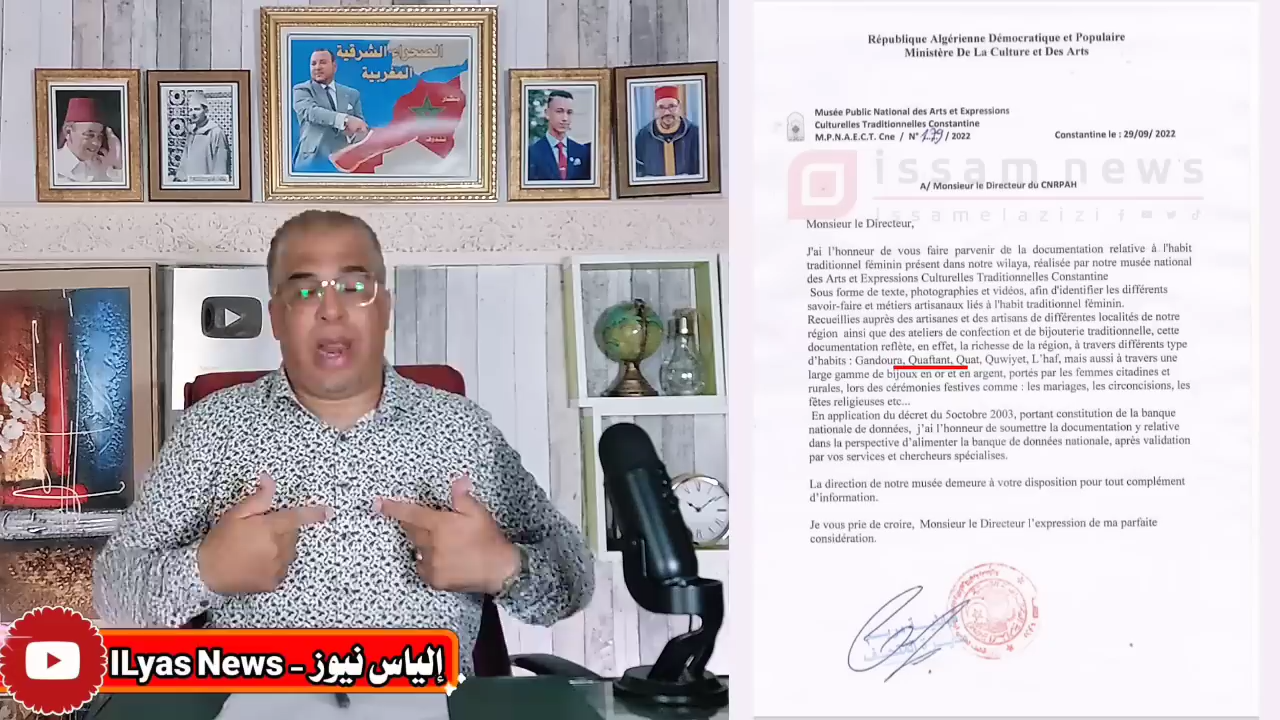 الصحراء الشرقية
المغربية
بشار
تندوف
ILyas News – إلياس نيوز
République Algérienne Démocratique et Populaire
Ministère De La Culture et Des Arts
Musée Public National des Arts et Expressions
Culturelles Traditionnelles Constantine
M.P.N.A.E.C.T. Cne / N° 179 / 2022
Constantine le : 29/09/ 2022
issam news
issamelazizi
A/ Monsieur le Directeur du CNRPAH
Monsieur le Directeur,
J'ai l'honneur de vous faire parvenir de la documentation relative à l'habit
traditionnel féminin présent dans notre wilaya, réalisée par notre musée national
des Arts et Expressions Culturelles Traditionnelles Constantine
Sous forme de texte, photographies et vidéos, afin d'identifier les différents
savoir-faire et métiers artisanaux liés à l'habit traditionnel féminin.
Recueillies auprès des artisanes et des artisans de différentes localités de notre
région ainsi que des ateliers de confection et de bijouterie traditionnelle, cette
documentation reflète, en effet, la richesse de la région, à travers différents type
d'habits : Gandoura, Quaftant, Quat, Quwiyet, L'haf, mais aussi à travers une
large gamme de bijoux en or et en argent, portés par les femmes citadines et
rurales, lors des cérémonies festives comme : les mariages, les circoncisions, les
fêtes religieuses etc...
En application du décret du 5octobre 2003, portant constitution de la banque
nationale de données, j'ai l'honneur de soumettre la documentation y relative
dans la perspective d'alimenter la banque de données nationale, après validation
par vos services et chercheurs spécialises.
La direction de notre musée demeure à votre disposition pour tout complément
d'information.
Je vous prie de croire, Monsieur le Directeur l'expression de ma parfaite
considération.